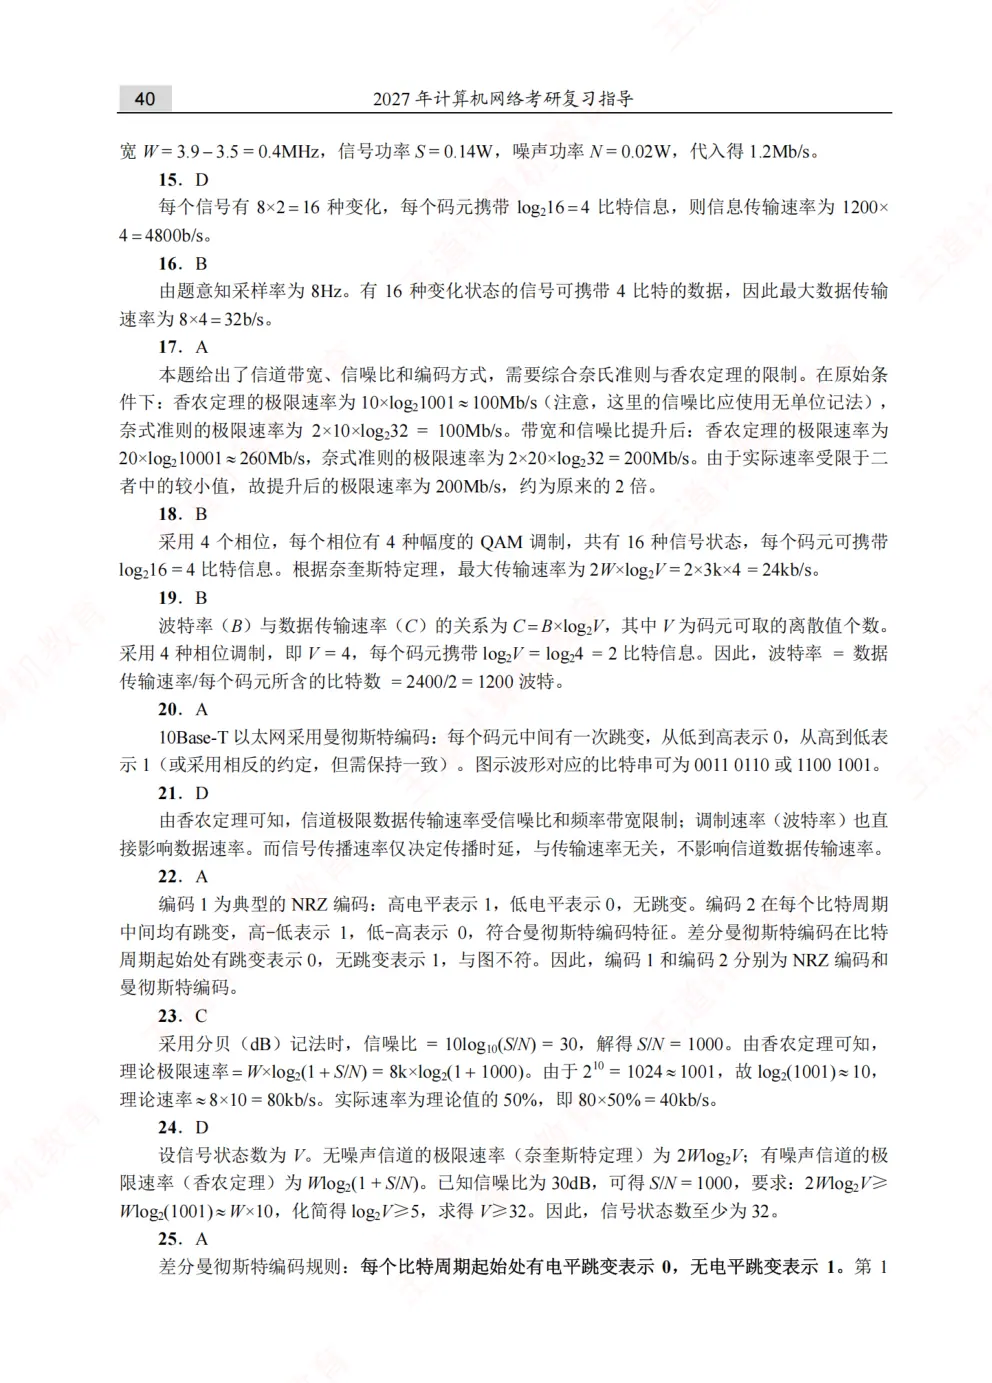 40
2027 年计算机网络考研复习指导
宽 W = 3.9 − 3.5 = 0.4MHz，信号功率 S = 0.14W，噪声功率 N = 0.02W，代入得 1.2Mb/s。
15．D
每个信号有 8×2 = 16 种变化，每个码元携带 log₂16 = 4 比特信息，则信息传输速率为 1200×
4 = 4800b/s。
16．B
由题意知采样率为 8Hz。有 16 种变化状态的信号可携带 4 比特的数据，因此最大数据传输
速率为 8×4 = 32b/s。
17．A
本题给出了信道带宽、信噪比和编码方式，需要综合奈氏准则与香农定理的限制。在原始条
件下：香农定理的极限速率为 10×log₂1001 ≈ 100Mb/s（注意，这里的信噪比应使用无单位记法），
奈式准则的极限速率为 2×10×log₂32 = 100Mb/s。带宽和信噪比提升后：香农定理的极限速率为
20×log₂10001 ≈ 260Mb/s，奈式准则的极限速率为 2×20×log₂32 = 200Mb/s。由于实际速率受限于二
者中的较小值，故提升后的极限速率为 200Mb/s，约为原来的 2 倍。
18．B
采用 4 个相位，每个相位有 4 种幅度的 QAM 调制，共有 16 种信号状态，每个码元可携带
log₂16 = 4 比特信息。根据奈奎斯特定理，最大传输速率为 2W×log₂V = 2×3k×4 = 24kb/s。
19．B
波特率（B）与数据传输速率（C）的关系为 C = B×log₂V，其中 V 为码元可取的离散值个数。
采用 4 种相位调制，即 V = 4，每个码元携带 log₂V = log₂4 = 2 比特信息。因此，波特率 = 数据
传输速率/每个码元所含的比特数 = 2400/2 = 1200 波特。
20．A
10Base-T 以太网采用曼彻斯特编码：每个码元中间有一次跳变，从低到高表示 0，从高到低表
示 1（或采用相反的约定，但需保持一致）。图示波形对应的比特串可为 0011 0110 或 1100 1001。
21．D
由香农定理可知，信道极限数据传输速率受信噪比和频率带宽限制；调制速率（波特率）也直
接影响数据速率。而信号传播速率仅决定传播时延，与传输速率无关，不影响信道数据传输速率。
22．A
编码 1 为典型的 NRZ 编码：高电平表示 1，低电平表示 0，无跳变。编码 2 在每个比特周期
中间均有跳变，高−低表示 1，低−高表示 0，符合曼彻斯特编码特征。差分曼彻斯特编码在比特
周期起始处有跳变表示 0，无跳变表示 1，与图不符。因此，编码 1 和编码 2 分别为 NRZ 编码和
曼彻斯特编码。
23．C
采用分贝（dB）记法时，信噪比 = 10log₁₀(S/N) = 30，解得 S/N = 1000。由香农定理可知，
理论极限速率 = W×log₂(1 + S/N) = 8k×log₂(1 + 1000)。由于 2¹⁰ = 1024 ≈ 1001，故 log₂(1001) ≈ 10，
理论速率 ≈ 8×10 = 80kb/s。实际速率为理论值的 50%，即 80×50% = 40kb/s。
24．D
设信号状态数为 V。无噪声信道的极限速率（奈奎斯特定理）为 2Wlog₂V；有噪声信道的极
限速率（香农定理）为 Wlog₂(1 + S/N)。已知信噪比为 30dB，可得 S/N = 1000，要求：2Wlog₂V≥
Wlog₂(1001) ≈ W×10，化简得 log₂V≥5，求得 V≥32。因此，信号状态数至少为 32。
25．A
差分曼彻斯特编码规则：每个比特周期起始处有电平跳变表示 0，无电平跳变表示 1。第 1